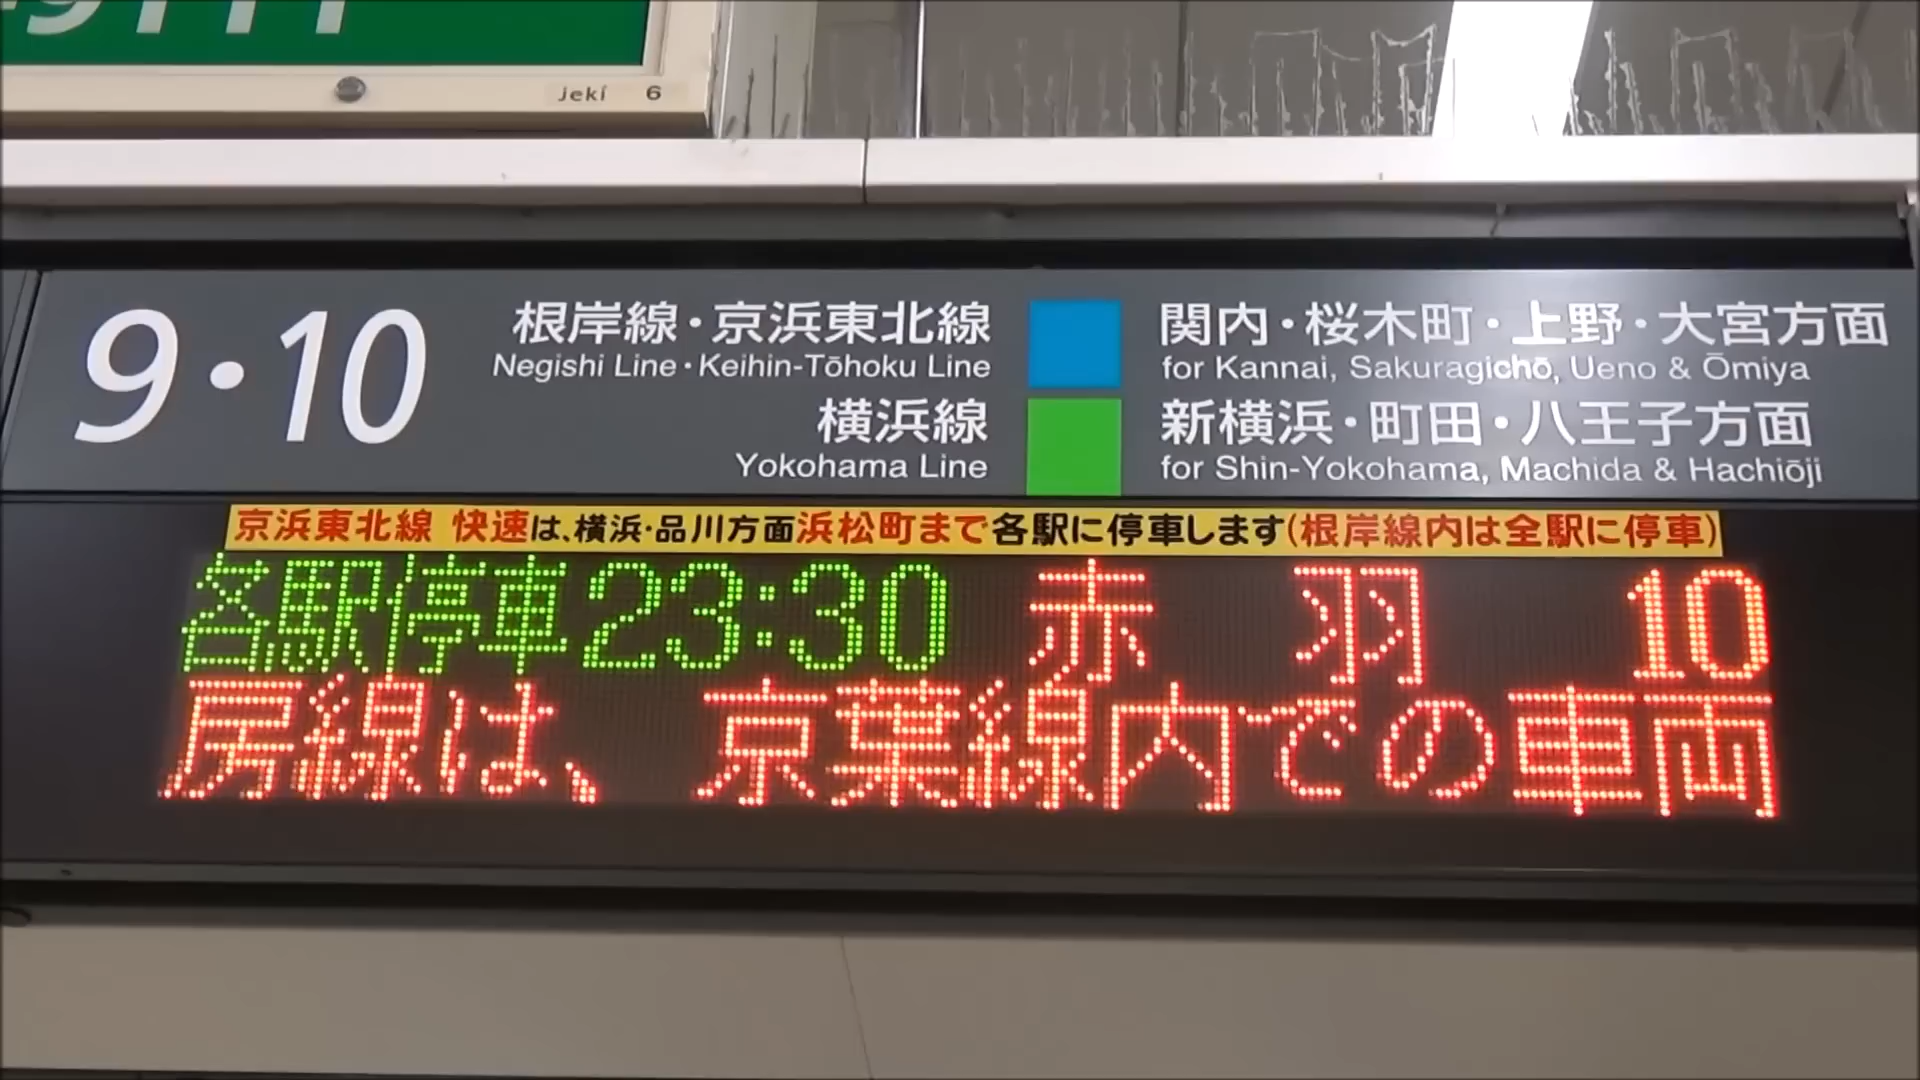 jeki 6
9・10
根岸線・京浜東北線 関内・桜木町・上野・大宮方面
Negishi Line・Keihin-Tōhoku Line for Kannai, Sakuragichō, Ueno & Ōmiya
横浜線 新横浜・町田・八王子方面
Yokohama Line for Shin-Yokohama, Machida & Hachiōji
京浜東北線 快速は、横浜・品川方面浜松町まで各駅に停車します(根岸線内は全駅に停車)
各駅停車 23:30 赤羽 10
房線は、京葉線内での車両